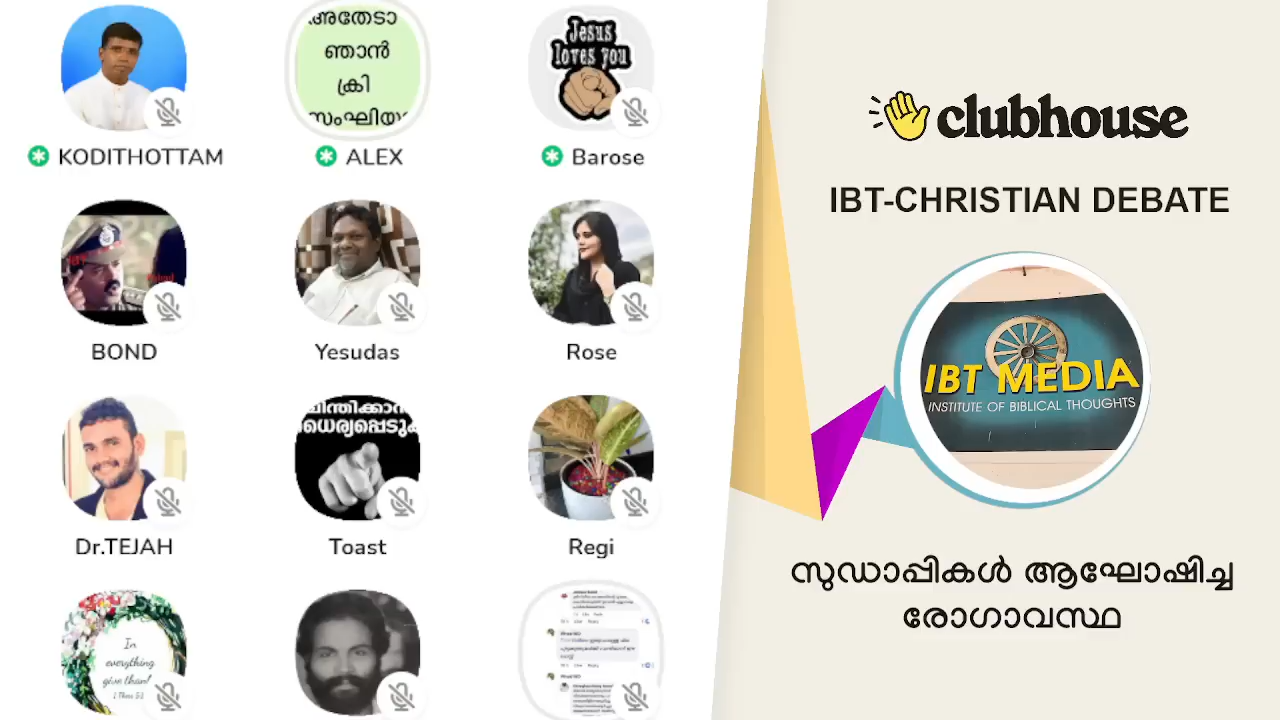 അതേടാ
ഞാൻ
ക്രി
സംഘിയാ
Jesus
loves you
KODITHOTTAM
ALEX
Barose
BOND
Yesudas
Rose
ചിന്തിക്കാൻ
ധൈര്യപ്പെടുക
Dr.TEJAH
Toast
Regi
In
everything
give thanks
clubhouse
IBT-CHRISTIAN DEBATE
IBT MEDIA
INSTITUTE OF BIBLICAL THOUGHTS
സുഡാപ്പികൾ ആഘോഷിച്ച
രോഗാവസ്ഥ